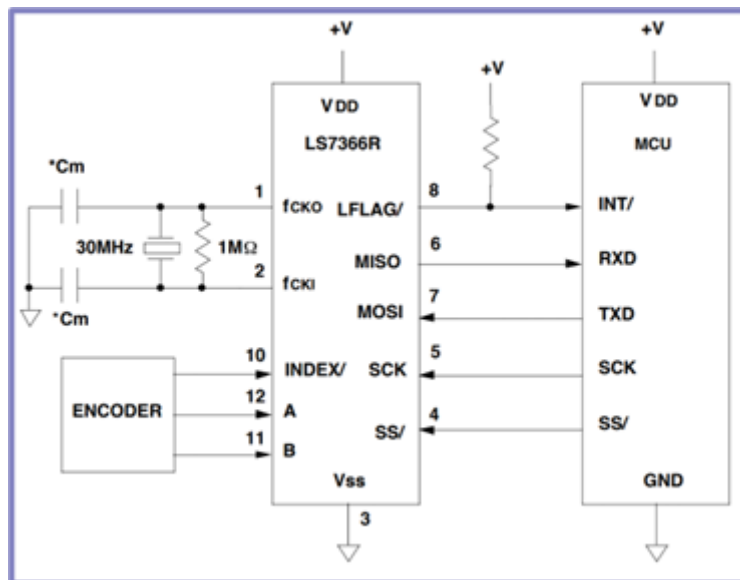 +V
+V
+V
VDD
LS7366R
VDD
MCU
*Cm
1
fCKO
LFLAG/
8
INT/
30MHz
1MΩ
2
fCKI
MISO
6
RXD
*Cm
MOSI
7
TXD
ENCODER
10
INDEX/
SCK
5
SCK
12
A
11
B
SS/
4
SS/
Vss
3
GND